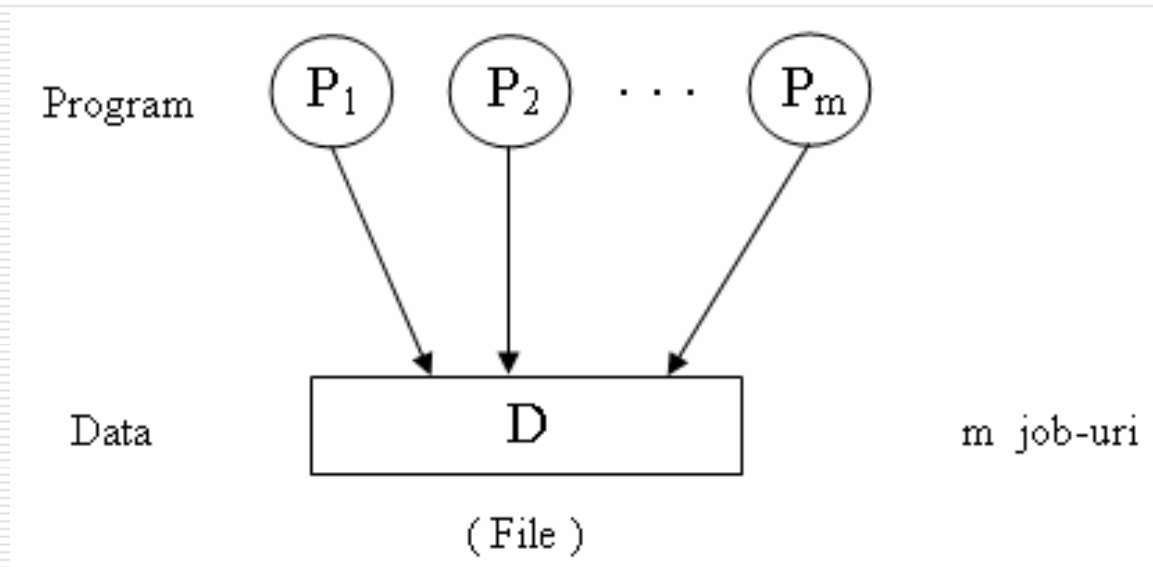 Program P₁ P₂ . . . Pₘ
Data D m job-uri
( File )